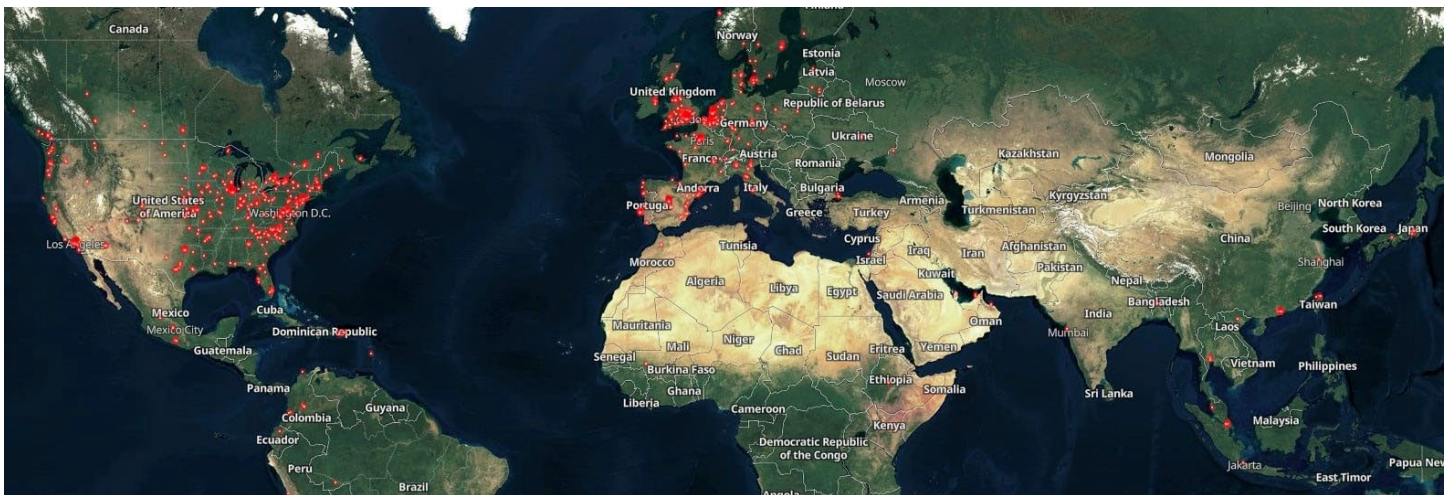 Canada
Norway
Estonia
Latvia
Moscow
United Kingdom
Republic of Belarus
Germany
Ukraine
Paris
France
Austria
Kazakhstan
Mongolia
Romania
United States
of America
Andorra
Italy
Bulgaria
Washington D.C.
Portugal
Greece
Turkey
Armenia
Turkmenistan
Kyrgyzstan
Beijing
North Korea
South Korea
Japan
Los Angeles
Tunisia
Cyprus
Iraq
Iran
Afghanistan
China
Morocco
Israel
Kuwait
Pakistan
Shanghai
Algeria
Libya
Egypt
Saudi Arabia
Nepal
Mexico
Cuba
Bangladesh
Taiwan
Mexico City
Dominican Republic
Mauritania
Oman
India
Mumbai
Laos
Guatemala
Senegal
Mali
Niger
Chad
Sudan
Eritrea
Yemen
Vietnam
Philippines
Burkina Faso
Panama
Ethiopia
Somalia
Sri Lanka
Guyana
Liberia
Ghana
Cameroon
Colombia
Kenya
Malaysia
Ecuador
Democratic Republic
of the Congo
Peru
Jakarta
Papua New
Brazil
East Timor